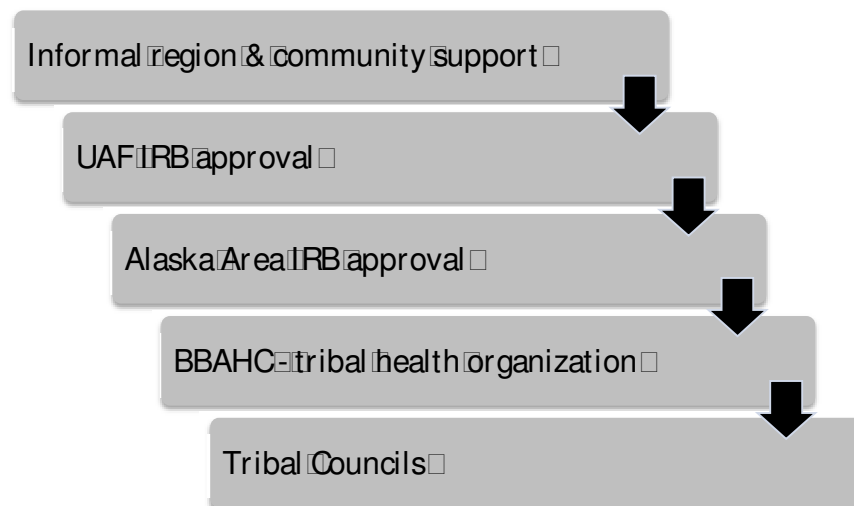 Informal region & community support
UAF IRB approval
Alaska Area IRB approval
BBAHC - tribal health organization
Tribal Councils